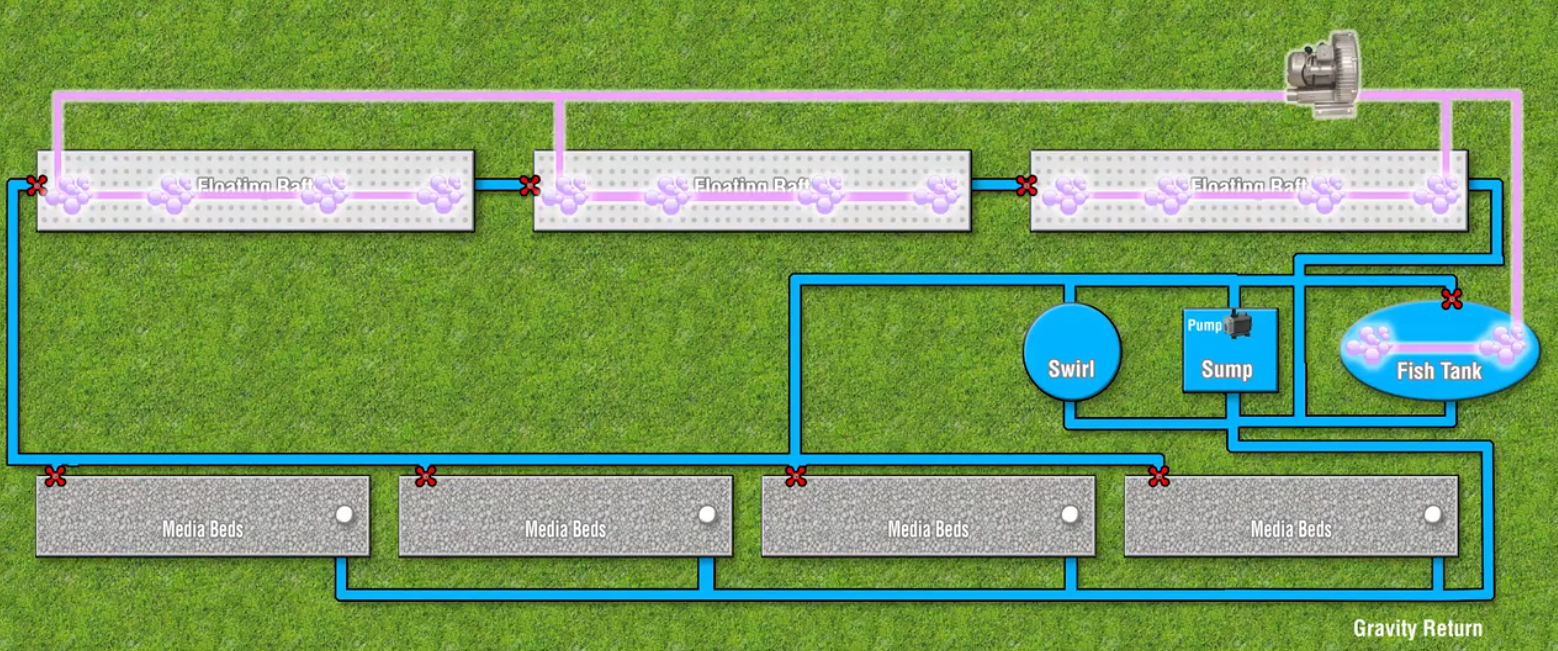 Floating Raft
Floating Raft
Floating Raft
Pump
Swirl
Sump
Fish Tank
Media Beds
Media Beds
Media Beds
Media Beds
Gravity Return